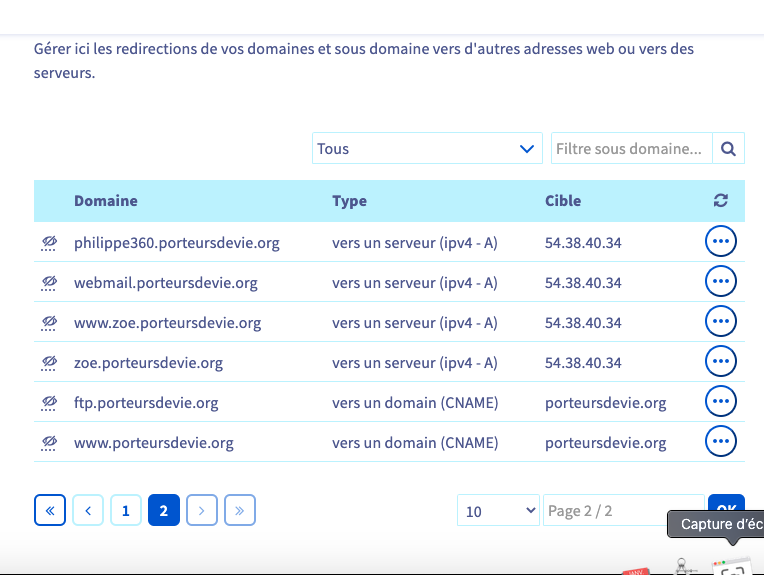 Gérer ici les redirections de vos domaines et sous domaine vers d'autres adresses web ou vers des
serveurs.
Tous
Filtre sous domaine...
Domaine Type Cible
philippe360.porteursdevie.org vers un serveur (ipv4 - A) 54.38.40.34
webmail.porteursdevie.org vers un serveur (ipv4 - A) 54.38.40.34
www.zoe.porteursdevie.org vers un serveur (ipv4 - A) 54.38.40.34
zoe.porteursdevie.org vers un serveur (ipv4 - A) 54.38.40.34
ftp.porteursdevie.org vers un domain (CNAME) porteursdevie.org
www.porteursdevie.org vers un domain (CNAME) porteursdevie.org
« ‹ 1 2 › » 10 Page 2 / 2 OK
Capture d'éc